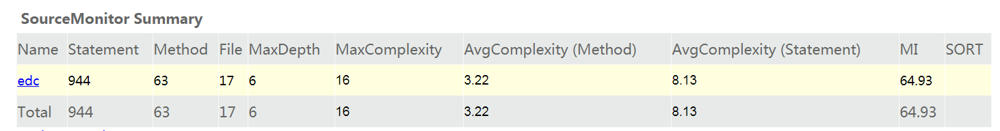 SourceMonitor Summary
Name Statement Method File MaxDepth MaxComplexity AvgComplexity (Method) AvgComplexity (Statement) MI SORT
edc 944 63 17 6 16 3.22 8.13 64.93
Total 944 63 17 6 16 3.22 8.13 64.93